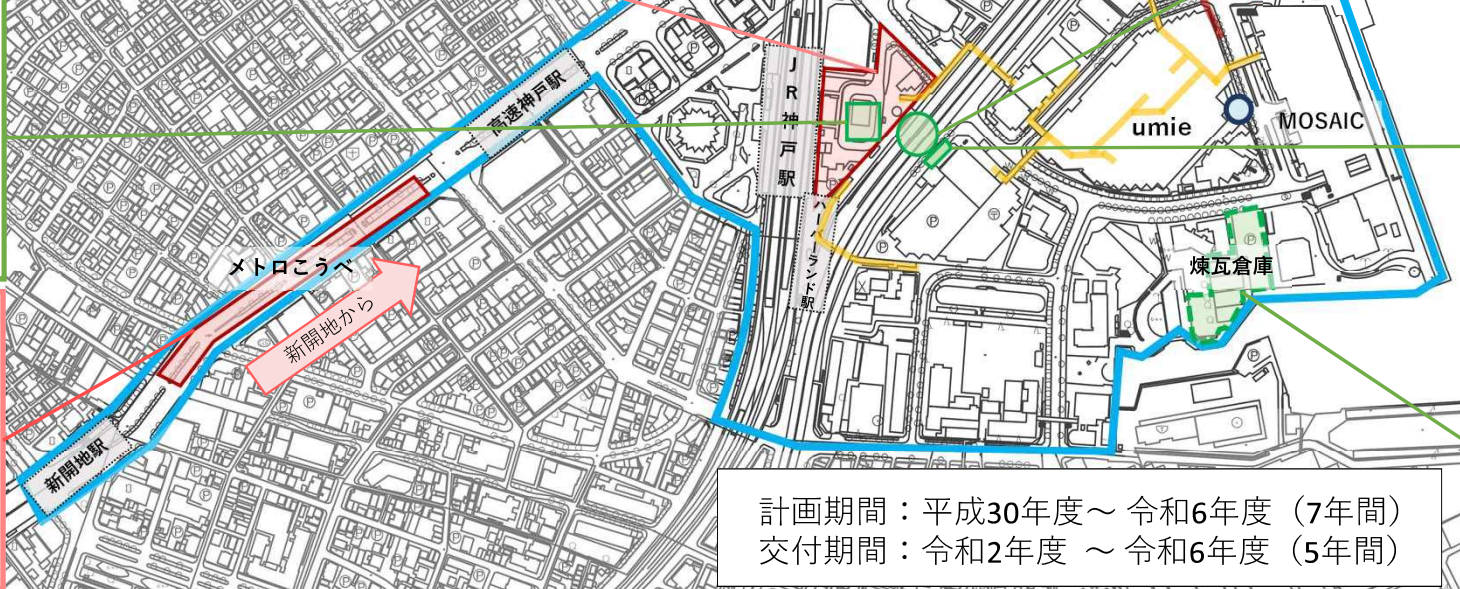 高速神戸駅
JR神戸駅
umie
MOSAIC
ハーバーランド駅
メトロこうべ
煉瓦倉庫
新開地から
新開地駅
計画期間：平成30年度～ 令和6年度（7年間）
交付期間：令和2年度 ～ 令和6年度（5年間）